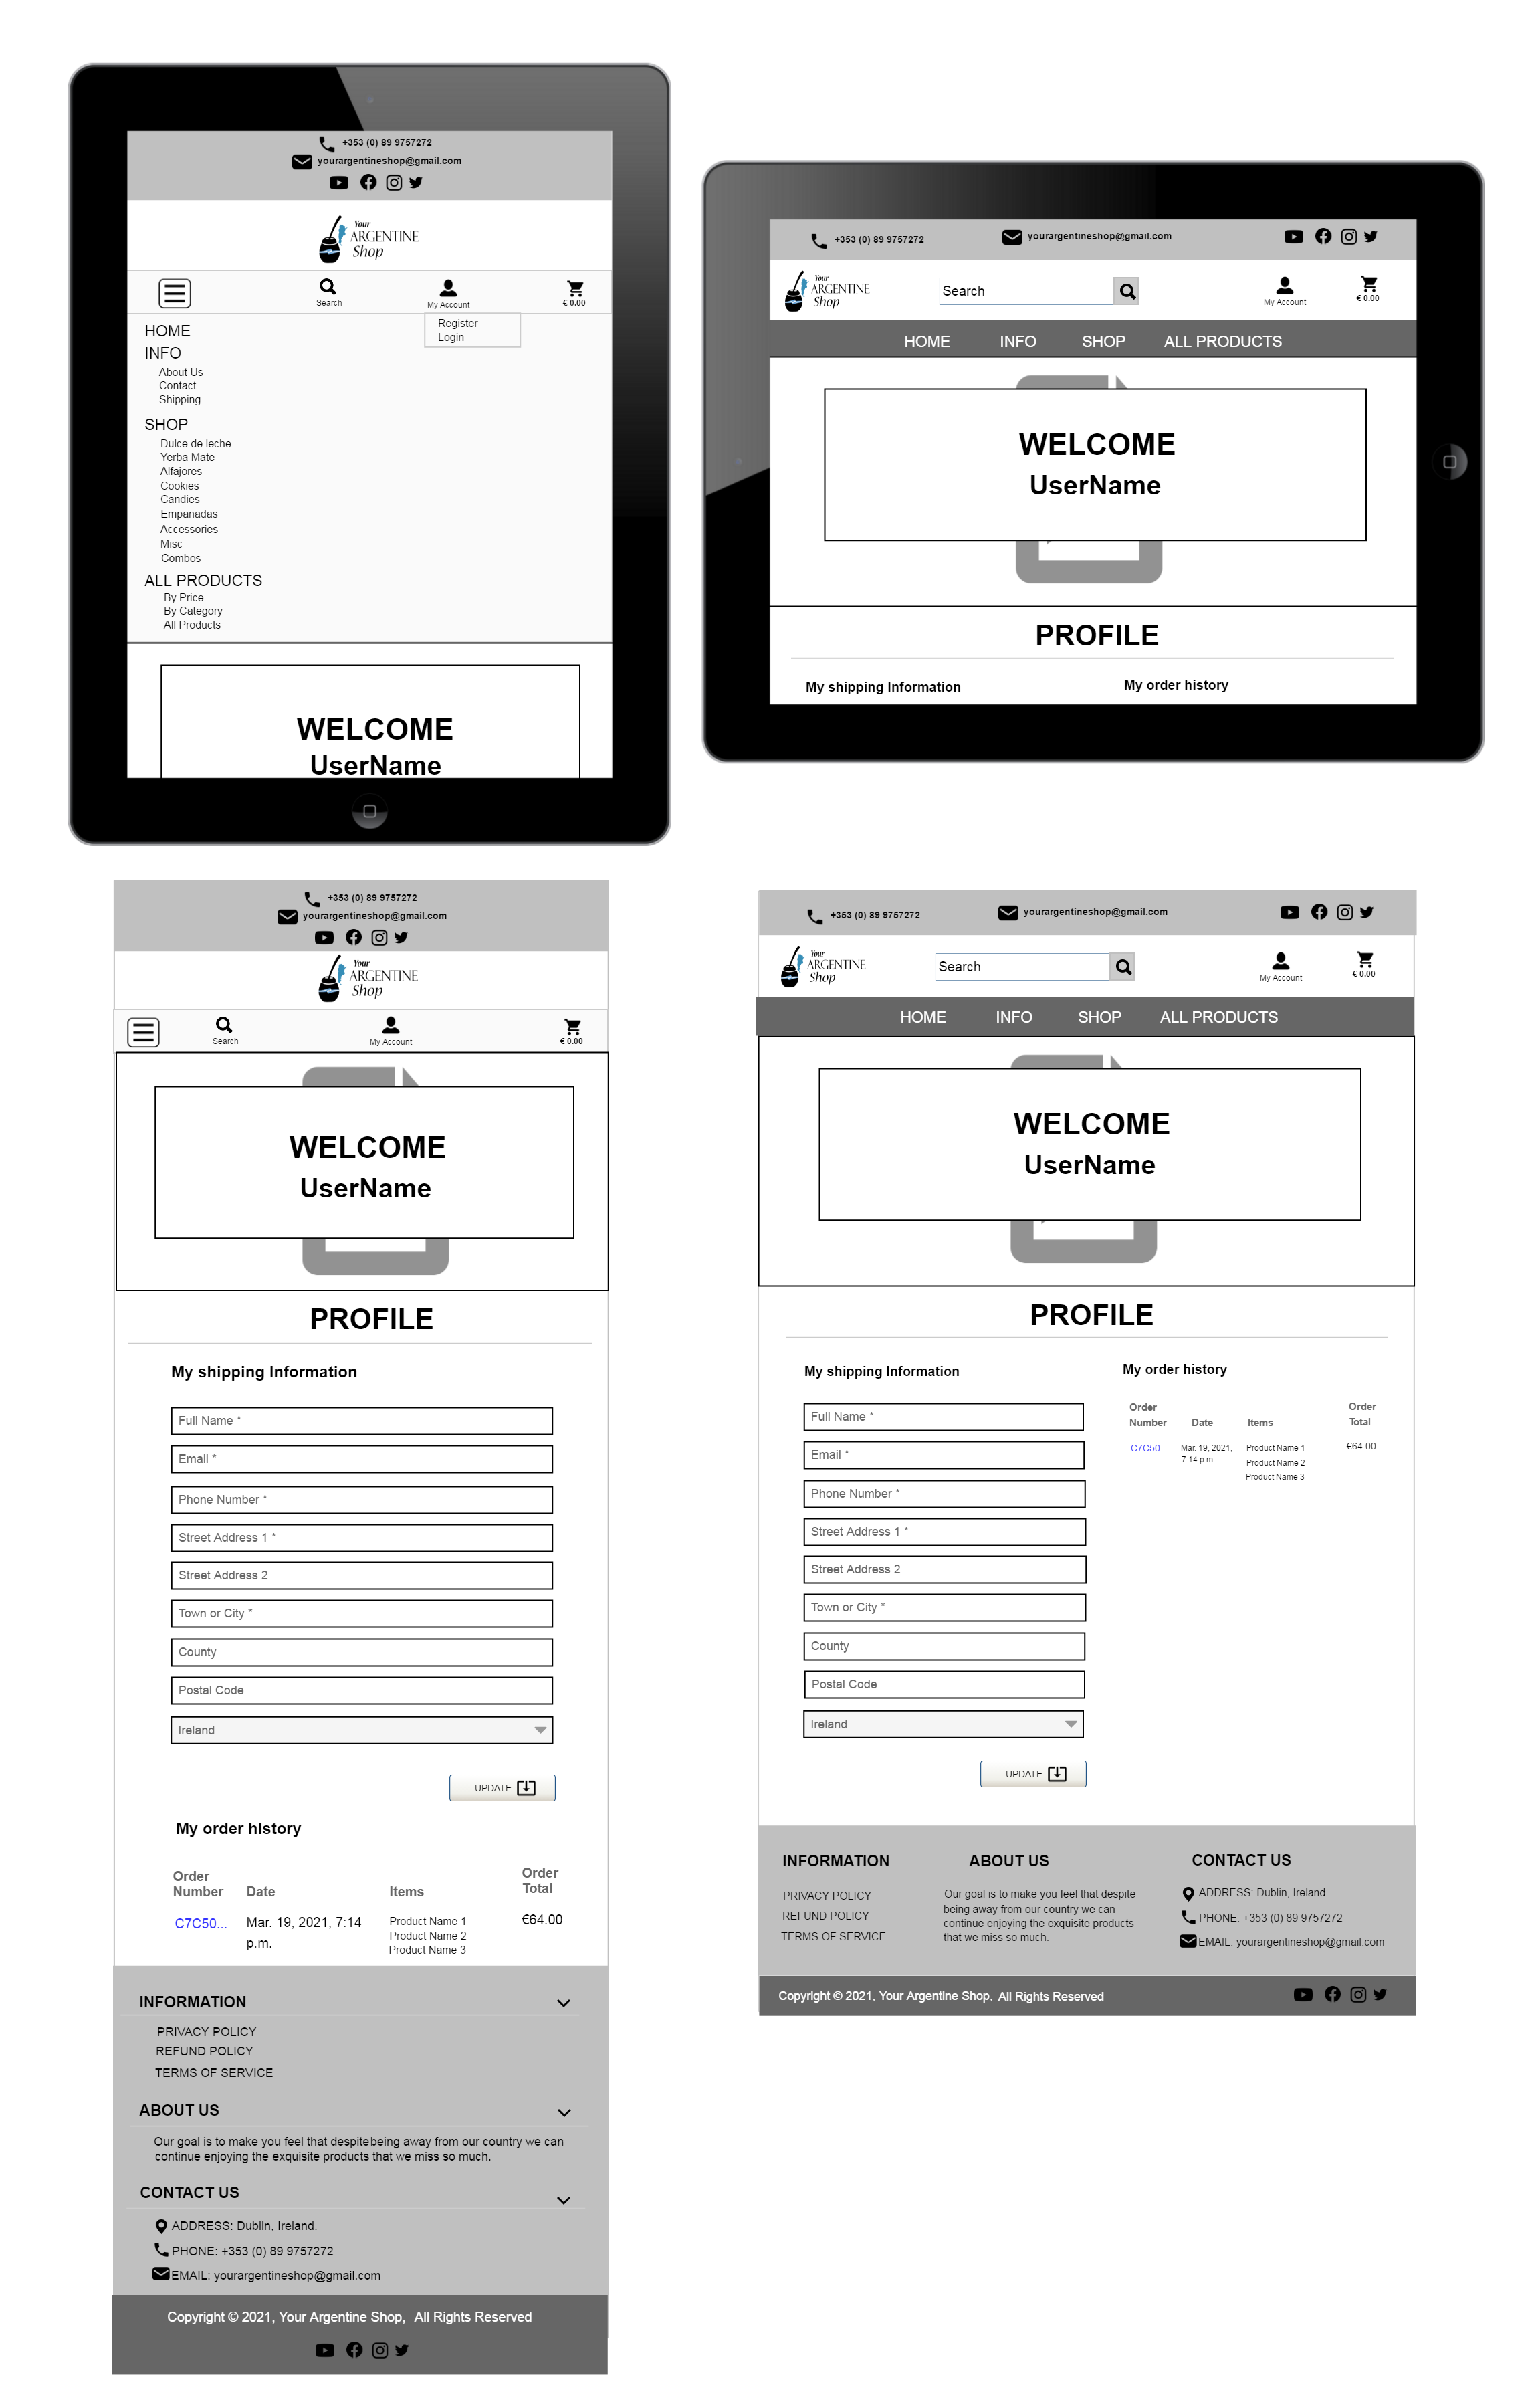 +353 (0) 89 9757272
yourargentineshop@gmail.com
Your
ARGENTINE
Shop
Search
My Account
€ 0.00
Register
Login
HOME
INFO
About Us
Contact
Shipping
SHOP
Dulce de leche
Yerba Mate
Alfajores
Cookies
Candies
Empanadas
Accessories
Misc
Combos
ALL PRODUCTS
By Price
By Category
All Products
WELCOME
UserName
+353 (0) 89 9757272
yourargentineshop@gmail.com
Your
ARGENTINE
Shop
Search
My Account
€ 0.00
HOME INFO SHOP ALL PRODUCTS
WELCOME
UserName
PROFILE
My shipping Information
My order history
+353 (0) 89 9757272
yourargentineshop@gmail.com
Your
ARGENTINE
Shop
Search
My Account
€ 0.00
WELCOME
UserName
PROFILE
My shipping Information
Full Name *
Email *
Phone Number *
Street Address 1 *
Street Address 2
Town or City *
County
Postal Code
Ireland
UPDATE
My order history
Order
Number
Date
Items
Order
Total
C7C50...
Mar. 19, 2021, 7:14
p.m.
Product Name 1
Product Name 2
Product Name 3
€64.00
INFORMATION
PRIVACY POLICY
REFUND POLICY
TERMS OF SERVICE
ABOUT US
Our goal is to make you feel that despitebeing away from our country we can
continue enjoying the exquisite products that we miss so much.
CONTACT US
ADDRESS: Dublin, Ireland.
PHONE: +353 (0) 89 9757272
EMAIL: yourargentineshop@gmail.com
Copyright © 2021, Your Argentine Shop, All Rights Reserved
+353 (0) 89 9757272
yourargentineshop@gmail.com
Your
ARGENTINE
Shop
Search
My Account
€ 0.00
HOME INFO SHOP ALL PRODUCTS
WELCOME
UserName
PROFILE
My shipping Information
Full Name *
Email *
Phone Number *
Street Address 1 *
Street Address 2
Town or City *
County
Postal Code
Ireland
UPDATE
My order history
Order
Number
Date
Items
Order
Total
C7C50...
Mar. 19, 2021,
7:14 p.m.
Product Name 1
Product Name 2
Product Name 3
€64.00
INFORMATION
PRIVACY POLICY
REFUND POLICY
TERMS OF SERVICE
ABOUT US
Our goal is to make you feel that despite
being away from our country we can
continue enjoying the exquisite products
that we miss so much.
CONTACT US
ADDRESS: Dublin, Ireland.
PHONE: +353 (0) 89 9757272
EMAIL: yourargentineshop@gmail.com
Copyright © 2021, Your Argentine Shop, All Rights Reserved